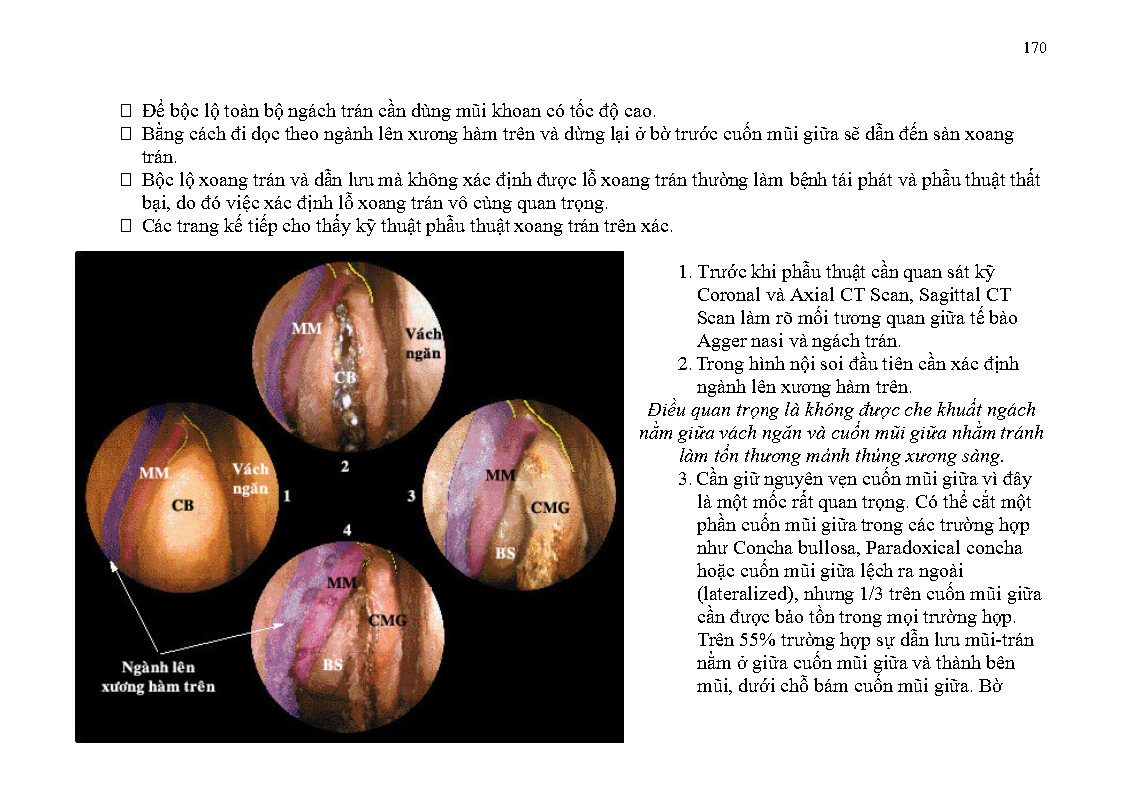 170
□ Để bộc lộ toàn bộ ngách trán cần dùng mũi khoan có tốc độ cao.
□ Bằng cách đi dọc theo ngành lên xương hàm trên và dừng lại ở bờ trước cuốn mũi giữa sẽ dẫn đến sàn xoang
trán.
□ Bộc lộ xoang trán và dẫn lưu mà không xác định được lỗ xoang trán thường làm bệnh tái phát và phẫu thuật thất
bại, do đó việc xác định lỗ xoang trán vô cùng quan trọng.
□ Các trang kế tiếp cho thấy kỹ thuật phẫu thuật xoang trán trên xác.
MM
Vách
ngăn
CB
2
MM
Vách
ngăn
CB
1
3
MM
CMG
BS
4
MM
CMG
BS
Ngành lên
xương hàm trên
1. Trước khi phẫu thuật cần quan sát kỹ
Coronal và Axial CT Scan, Sagittal CT
Scan làm rõ mối tương quan giữa tế bào
Agger nasi và ngách trán.
2. Trong hình nội soi đầu tiên cần xác định
ngành lên xương hàm trên.
Điều quan trọng là không được che khuất ngách
nằm giữa vách ngăn và cuốn mũi giữa nhằm tránh
làm tổn thương mảnh thủng xương sàng.
3. Cần giữ nguyên vẹn cuốn mũi giữa vì đây
là một mốc rất quan trọng. Có thể cắt một
phần cuốn mũi giữa trong các trường hợp
như Concha bullosa, Paradoxical concha
hoặc cuốn mũi giữa lệch ra ngoài
(lateralized), nhưng 1/3 trên cuốn mũi giữa
cần được bảo tồn trong mọi trường hợp.
Trên 55% trường hợp sự dẫn lưu mũi-trán
nằm ở giữa cuốn mũi giữa và thành bên
mũi, dưới chỗ bám cuốn mũi giữa. Bờ